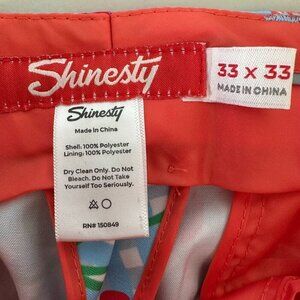 Shinesty
33 X 33
MADE IN CHINA
Shinesty
Made in China
Shell: 100% Polyester
Lining: 100% Polyester
Dry Clean Only. Do Not
Bleach. Do Not Take
Yourself Too Seriously.
RN# 150849